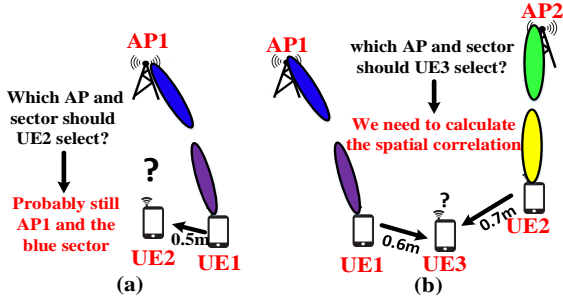 AP1
Which AP and
sector should
UE2 select?
?
Probably still
AP1 and the
blue sector
0.5m
UE2
UE1
(a)
AP1
AP2
which AP and sector
should UE3 select?
We need to calculate
the spatial correlation
?
0.6m
0.7m
UE1
UE3
UE2
(b)